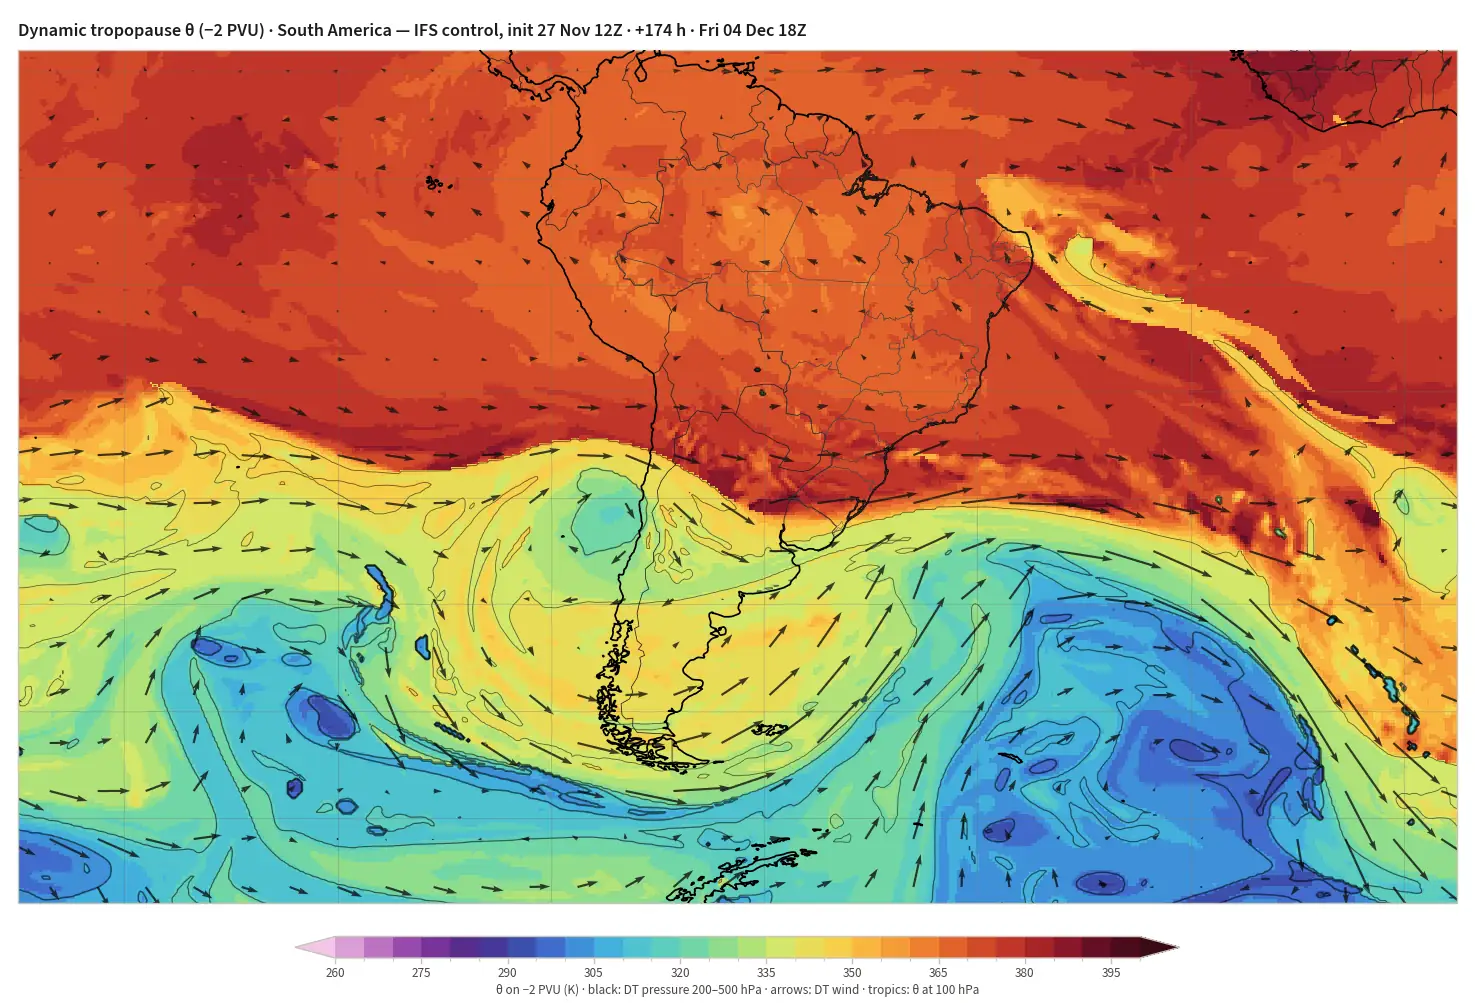 Dynamic tropopause θ (−2 PVU) · South America — IFS control, init 27 Nov 12Z · +174 h · Fri 04 Dec 18Z
260 275 290 305 320 335 350 365 380 395
θ on −2 PVU (K) · black: DT pressure 200–500 hPa · arrows: DT wind · tropics: θ at 100 hPa